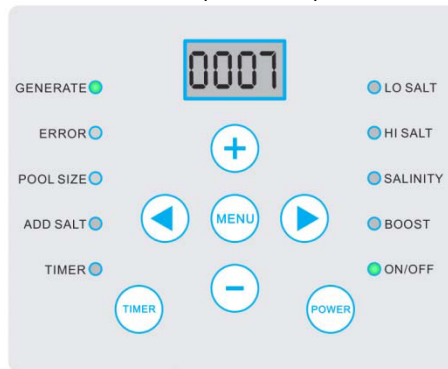 0007
GENERATE
LO SALT
ERROR
HI SALT
POOL SIZE
SALINITY
ADD SALT
MENU
BOOST
TIMER
ON/OFF
TIMER
POWER